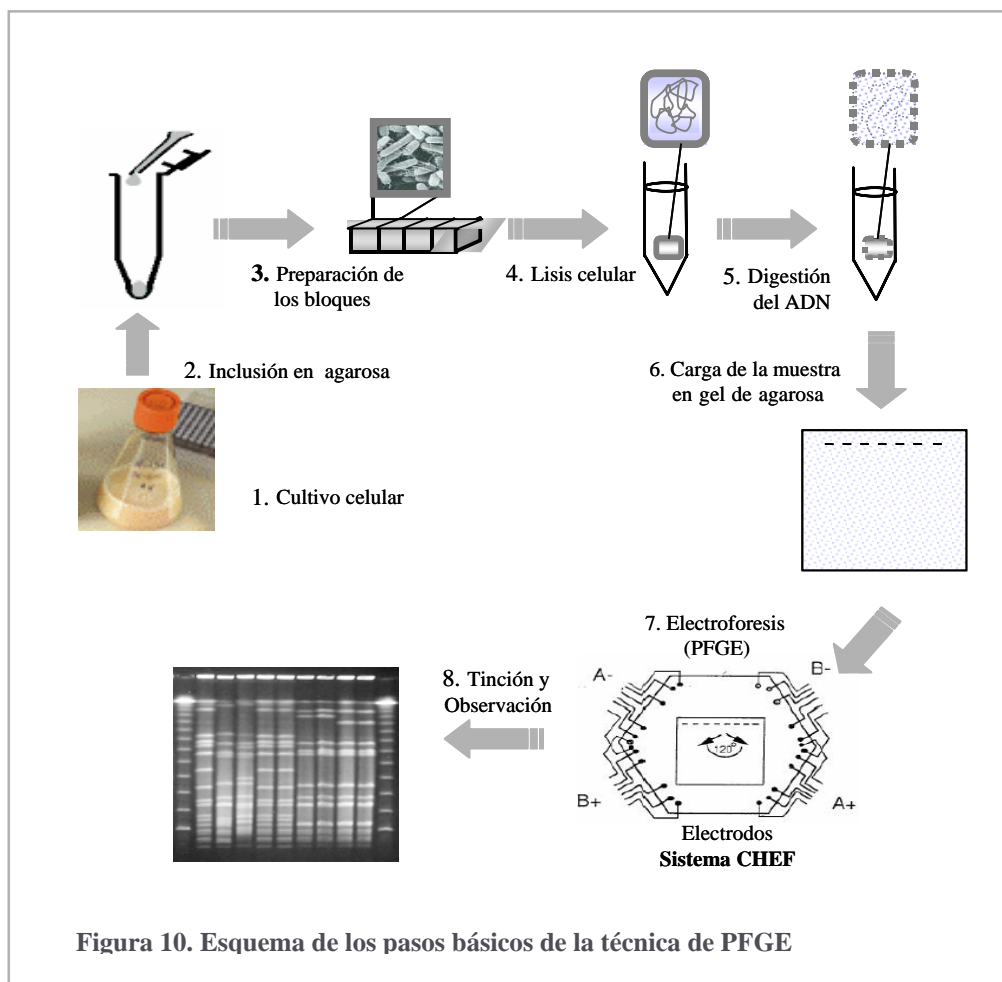 1. Cultivo celular
2. Inclusión en agarosa
3. Preparación de
los bloques
4. Lisis celular
5. Digestión
del ADN
6. Carga de la muestra
en gel de agarosa
7. Electroforesis
(PFGE)
A-
B-
120°
B+
A+
Electrodos
Sistema CHEF
8. Tinción y
Observación
Figura 10. Esquema de los pasos básicos de la técnica de PFGE